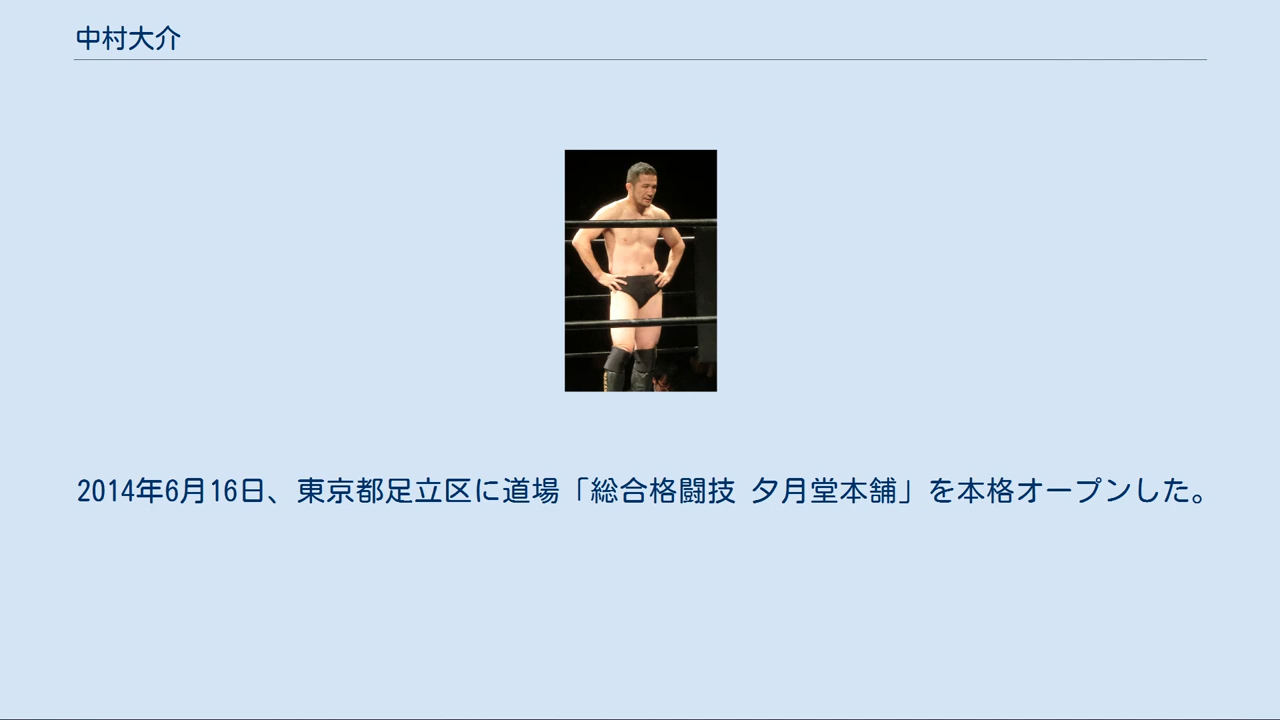 中村大介
2014年6月16日、東京都足立区に道場「総合格闘技 夕月堂本舗」を本格オープンした。